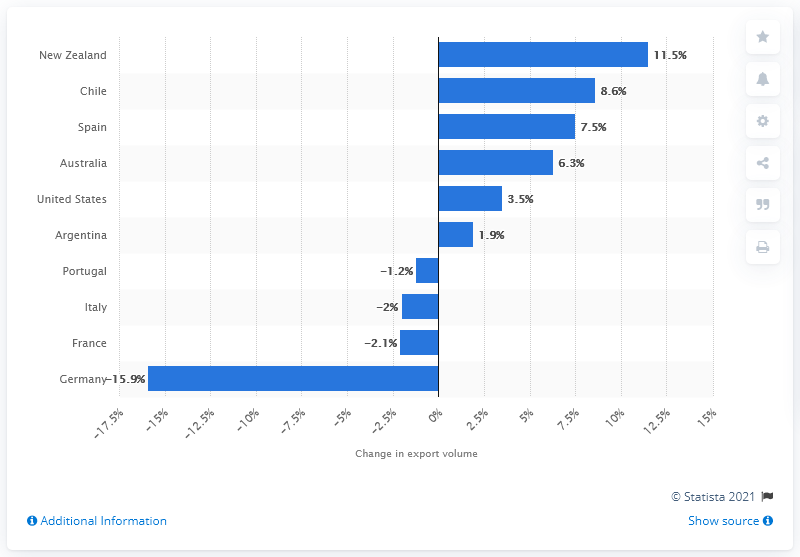 New Zealand 11.5%
Chile 8.6%
Spain 7.5%
Australia 6.3%
United States 3.5%
Argentina 1.9%
Portugal −1.2%
Italy −2%
France −2.1%
Germany −15.9%
−17.5% −15% −12.5% −10% −7.5% −5% −2.5% 0% 2.5% 5% 7.5% 10% 12.5% 15%
Change in export volume
© Statista 2021
Additional Information Show source